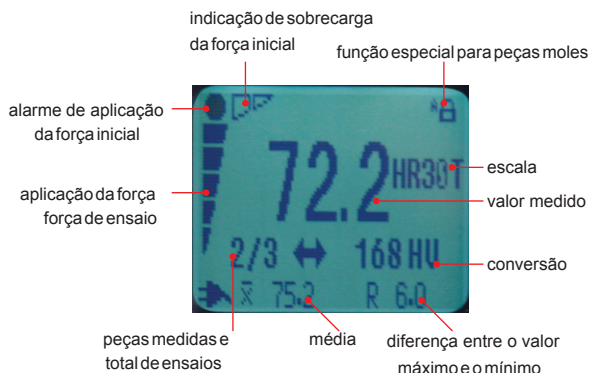 indicação de sobrecarga
da força inicial
função especial para peças moles
alarme de aplicação
da força inicial
72.2
HR30T
escala
valor medido
aplicação da força
força de ensaio
2/3 ↔ 168 HV
conversão
x̅ 75.2 R 6.0
peças medidas e
total de ensaios
média
diferença entre o valor
máximo e o mínimo